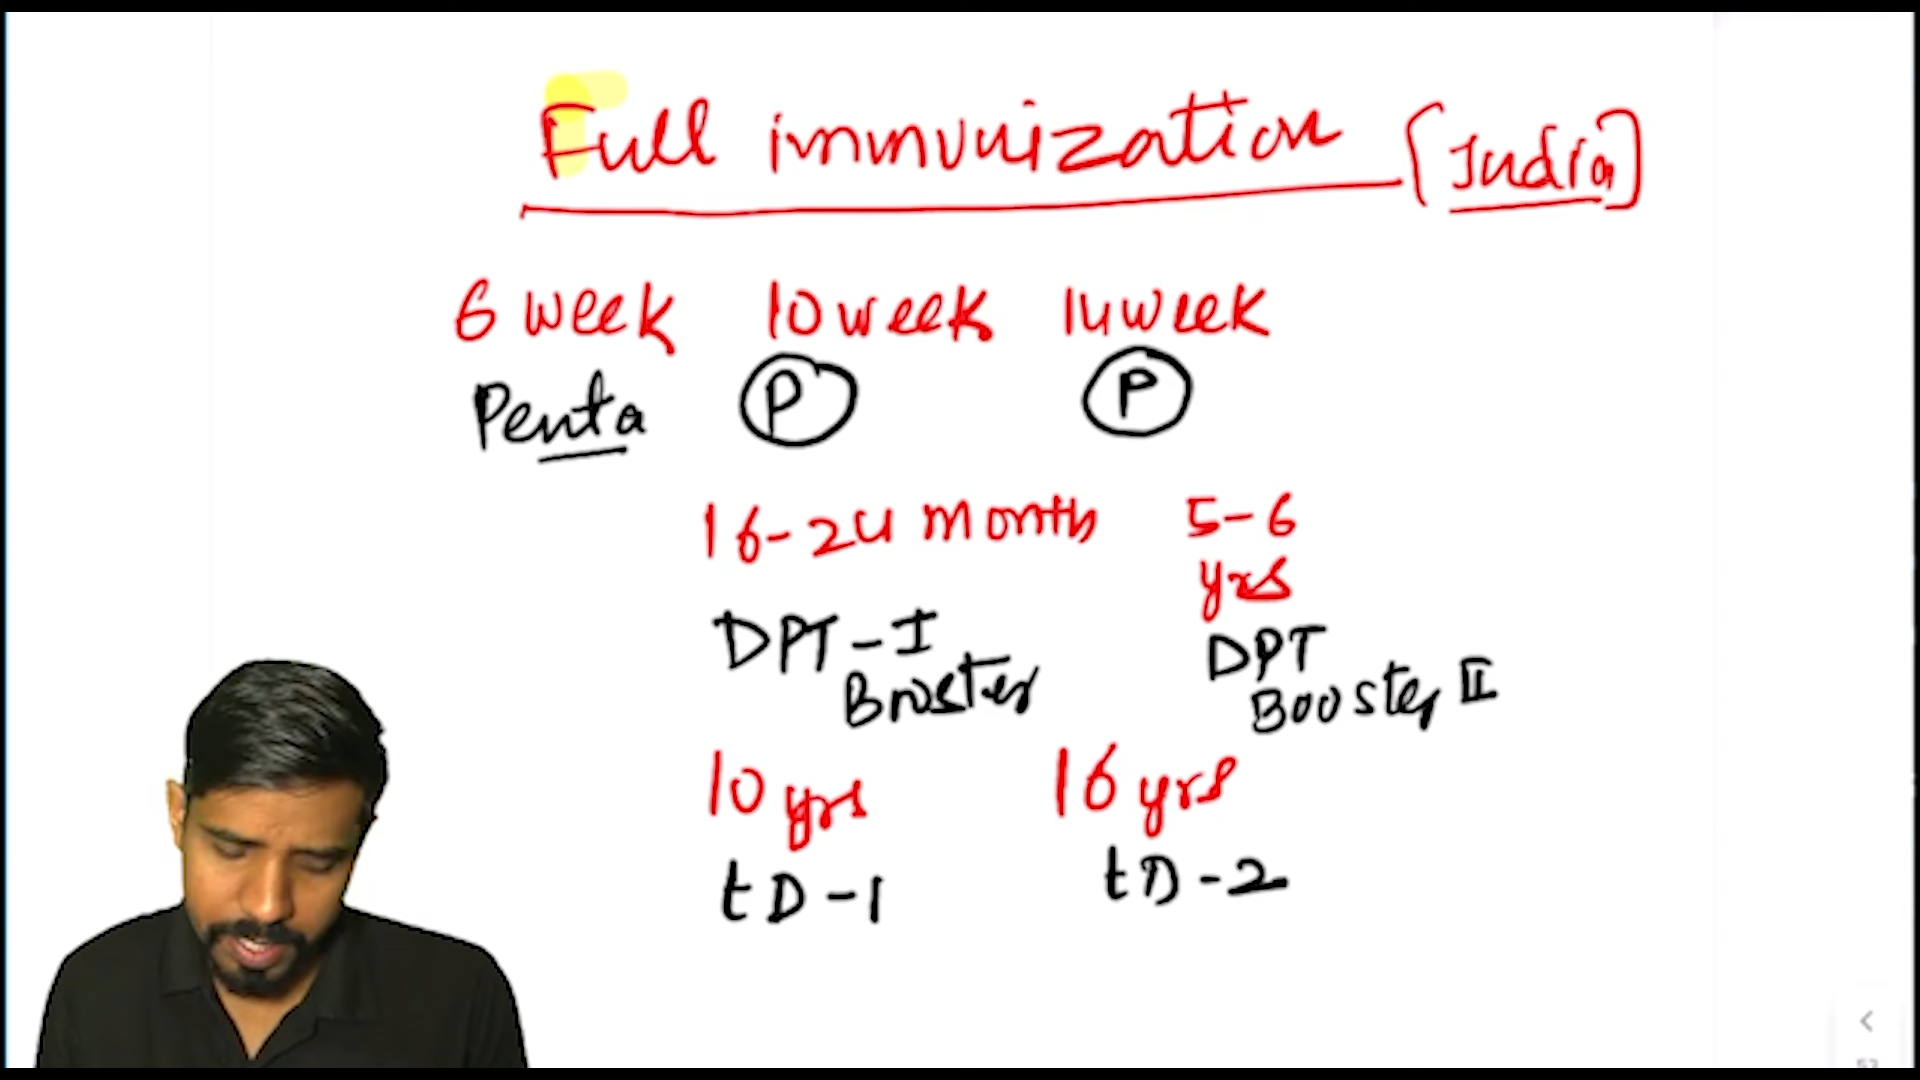 Full immunization [India]
6 week 10 week 14 week
Penta P P
16-24 month 5-6 yrs
DPT-I Booster DPT Booster II
10 yrs 16 yrs
tD-1 tD-2